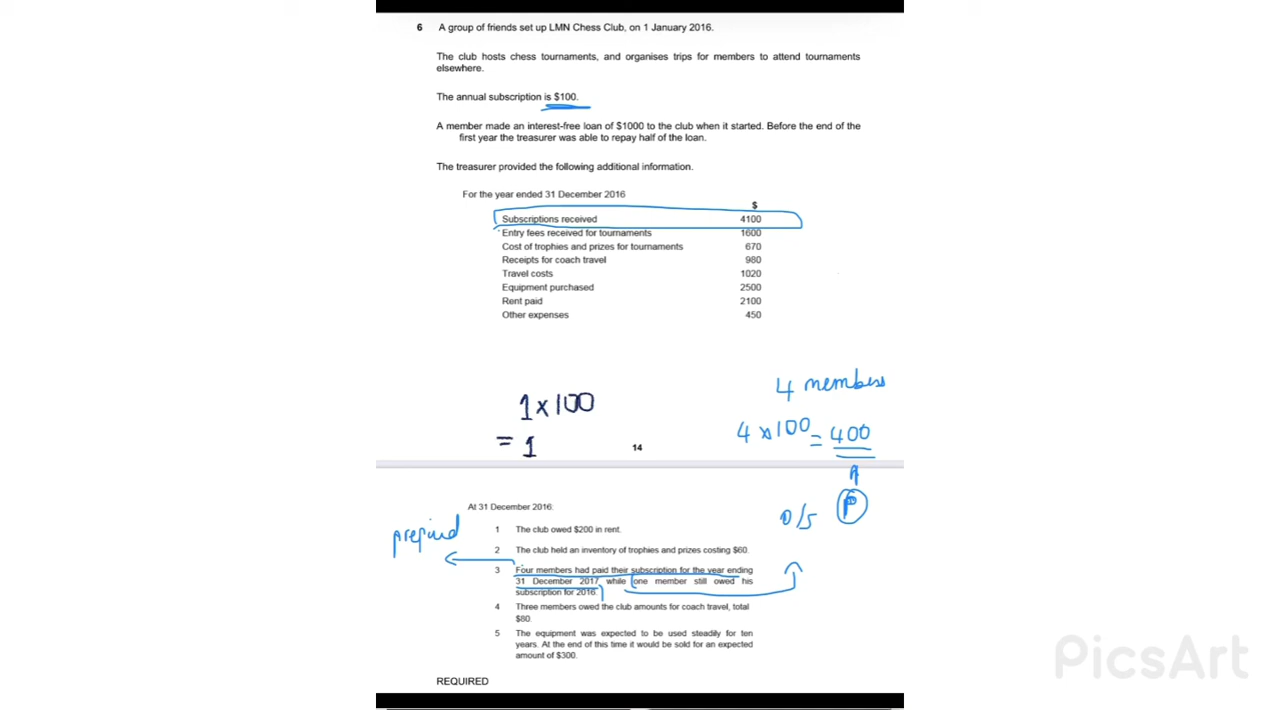 6 A group of friends set up LMN Chess Club, on 1 January 2016.
The club hosts chess tournaments, and organises trips for members to attend tournaments
elsewhere.
The annual subscription is $100.
A member made an interest-free loan of $1000 to the club when it started. Before the end of the
first year the treasurer was able to repay half of the loan.
The treasurer provided the following additional information.
For the year ended 31 December 2016
$
Subscriptions received 4100
Entry fees received for tournaments 1600
Cost of trophies and prizes for tournaments 670
Receipts for coach travel 980
Travel costs 1020
Equipment purchased 2500
Rent paid 2100
Other expenses 450
4 members
1 × 100
4 × 100 = 400
= 1
14
P
At 31 December 2016:
o/s
prepaid
1 The club owed $200 in rent.
2 The club held an inventory of trophies and prizes costing $60.
3 Four members had paid their subscription for the year ending
31 December 2017, while one member still owed his
subscription for 2016.
4 Three members owed the club amounts for coach travel, total
$80.
5 The equipment was expected to be used steadily for ten
years. At the end of this time it would be sold for an expected
amount of $300.
REQUIRED
PicsArt